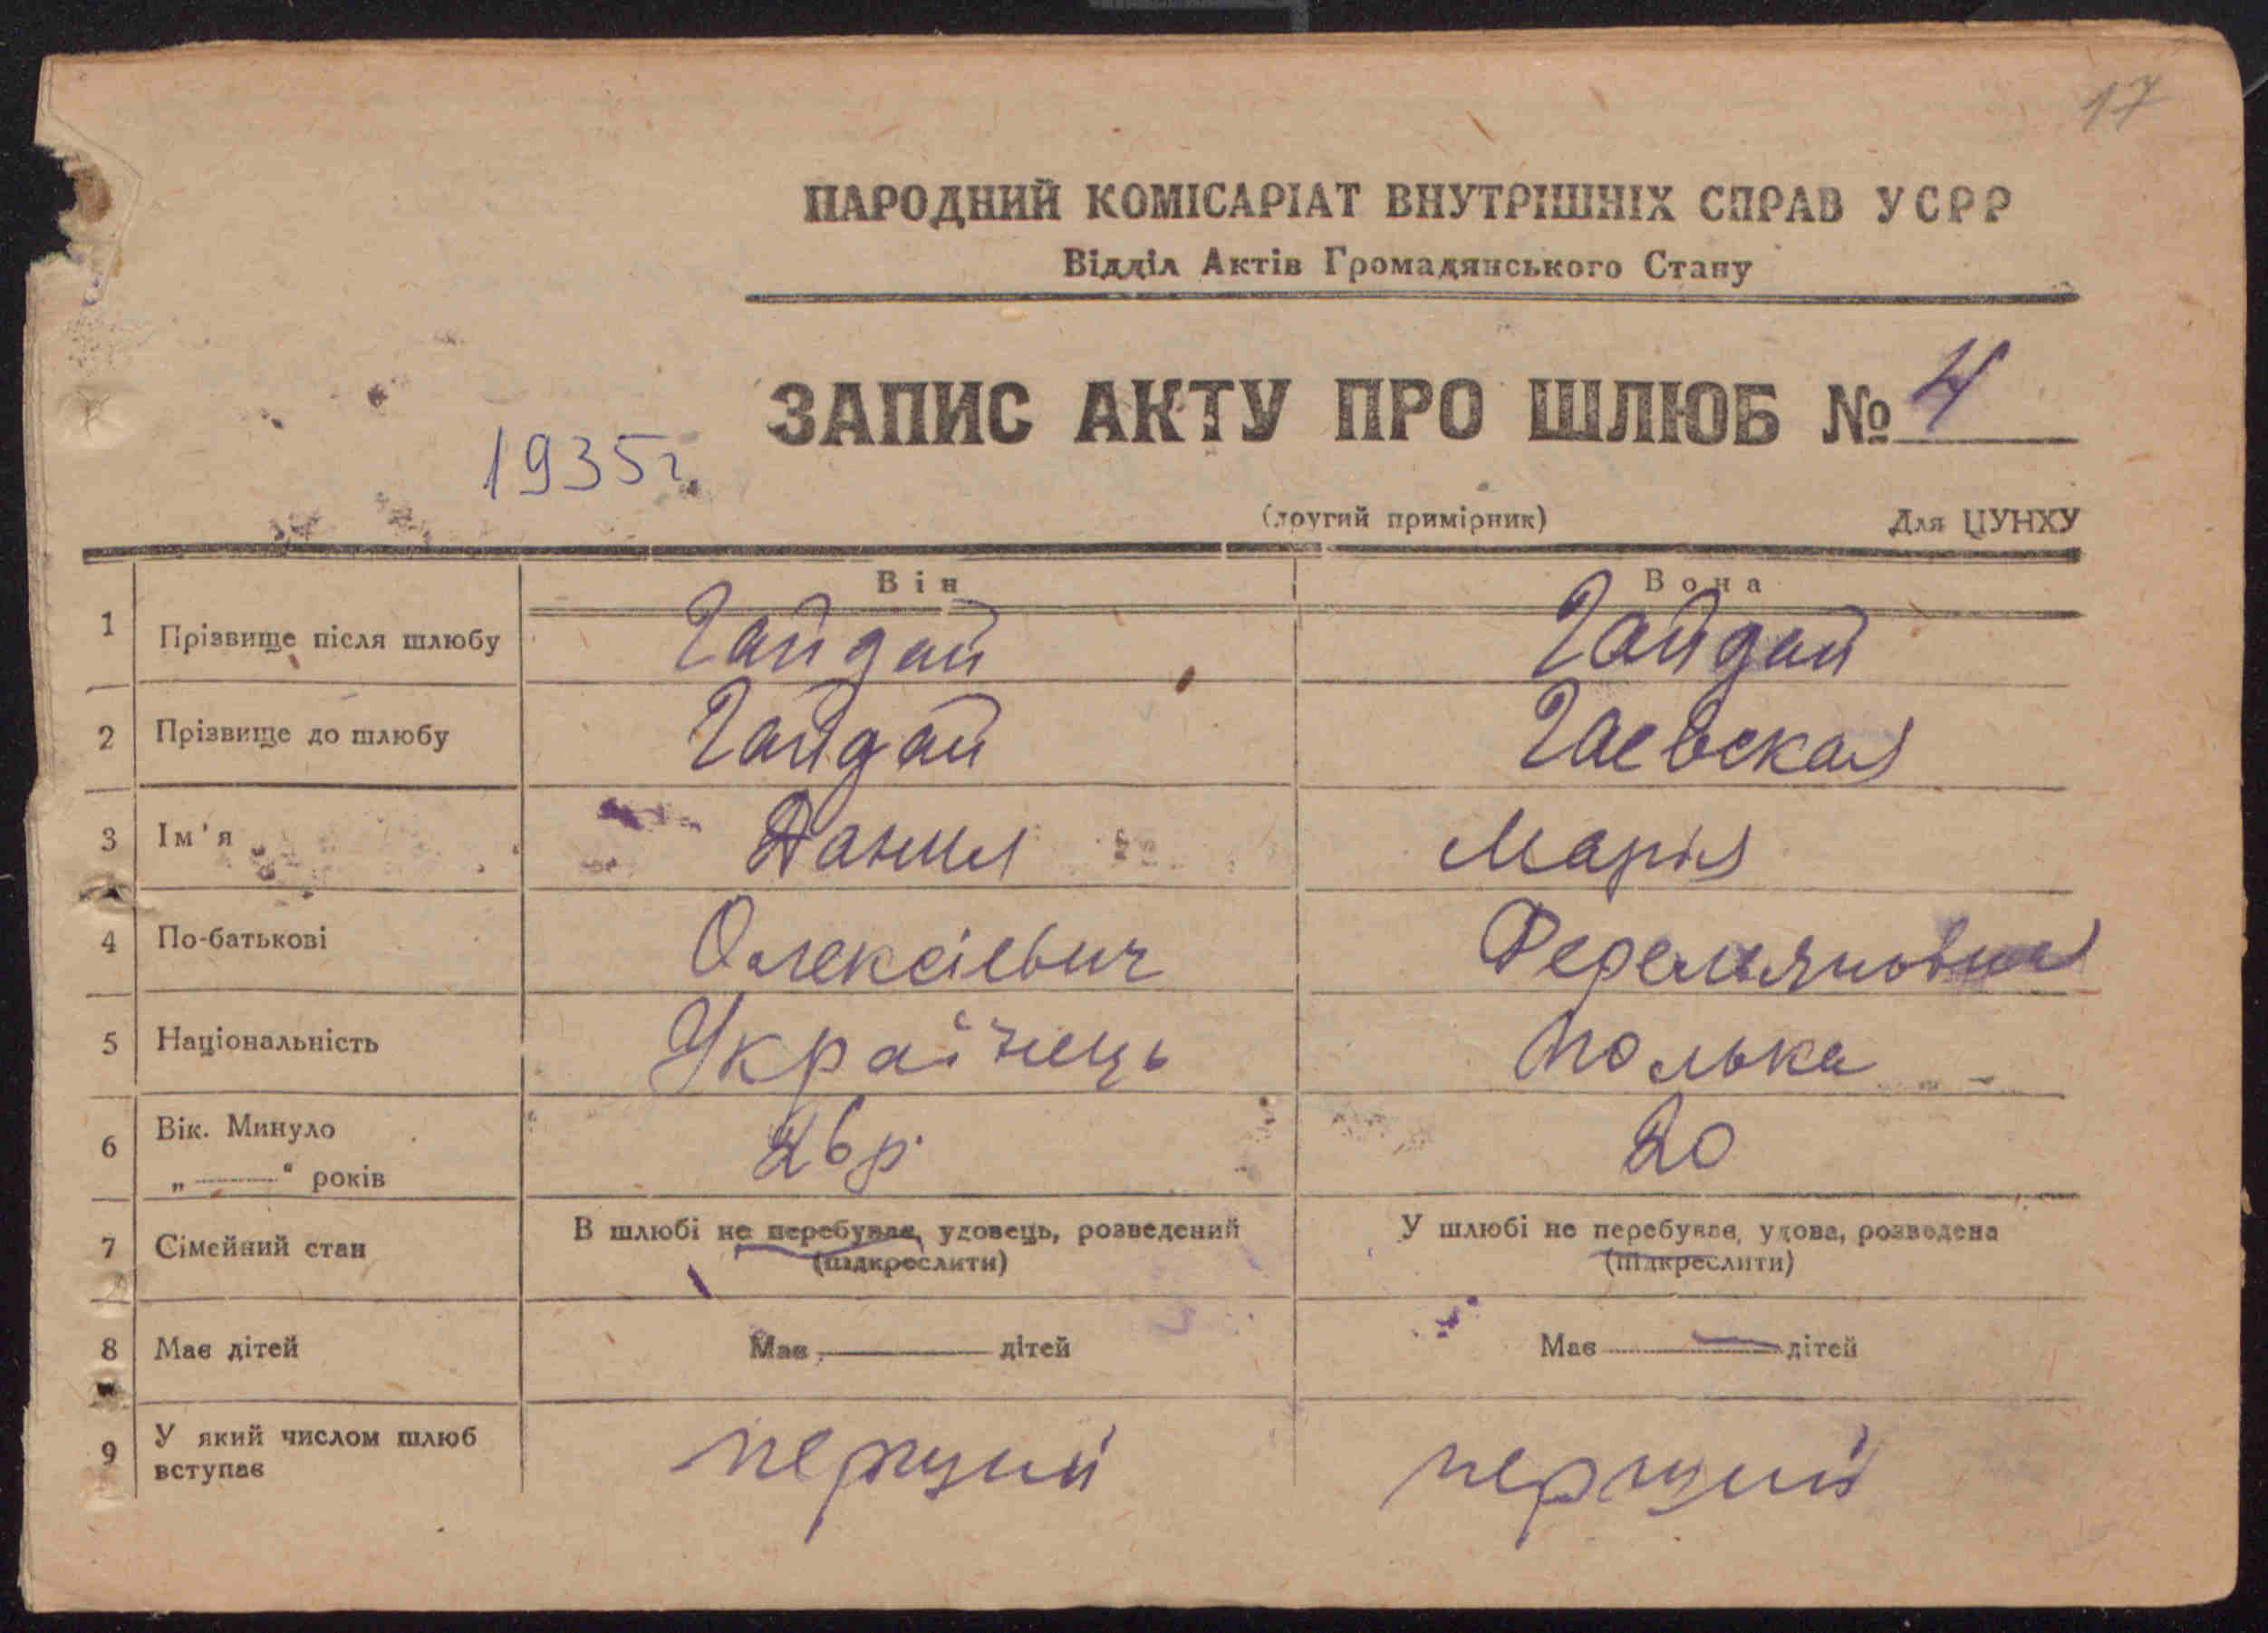 17
НАРОДНИЙ КОМІСАРІАТ ВНУТРІШНІХ СПРАВ УСРР
Відділ Актів Громадянського Стану
ЗАПИС АКТУ ПРО ШЛЮБ № 4
1935 г.
(другий примірник) Для ЦУНХУ
Він Вона
1 Прізвище після шлюбу Гайдай Гайдай
2 Прізвище до шлюбу Гайдай Гаевская
3 Ім'я Данил Марія
4 По-батькові Олексієвич
5 Національність Українець Полька
6 Вік. Минуло 26 р. 20
„ — “ років
7 Сімейний стан В шлюбі не перебуває, удовець, розведений У шлюбі не перебуває, удова, розведена
(підкреслити) (підкреслити)
8 Має дітей Має — дітей Має — дітей
9 У який числом шлюб перший перший
вступає